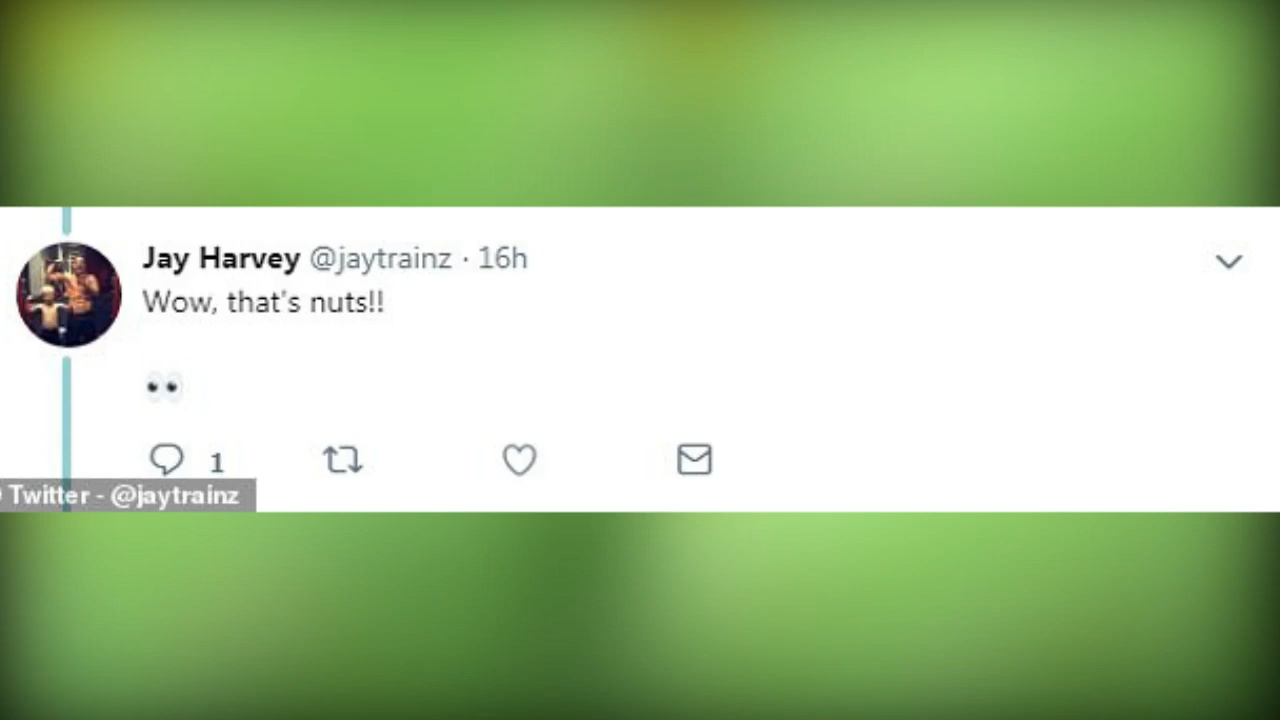 Jay Harvey @jaytrainz · 16h
Wow, that's nuts!!
👀
1
Twitter - @jaytrainz